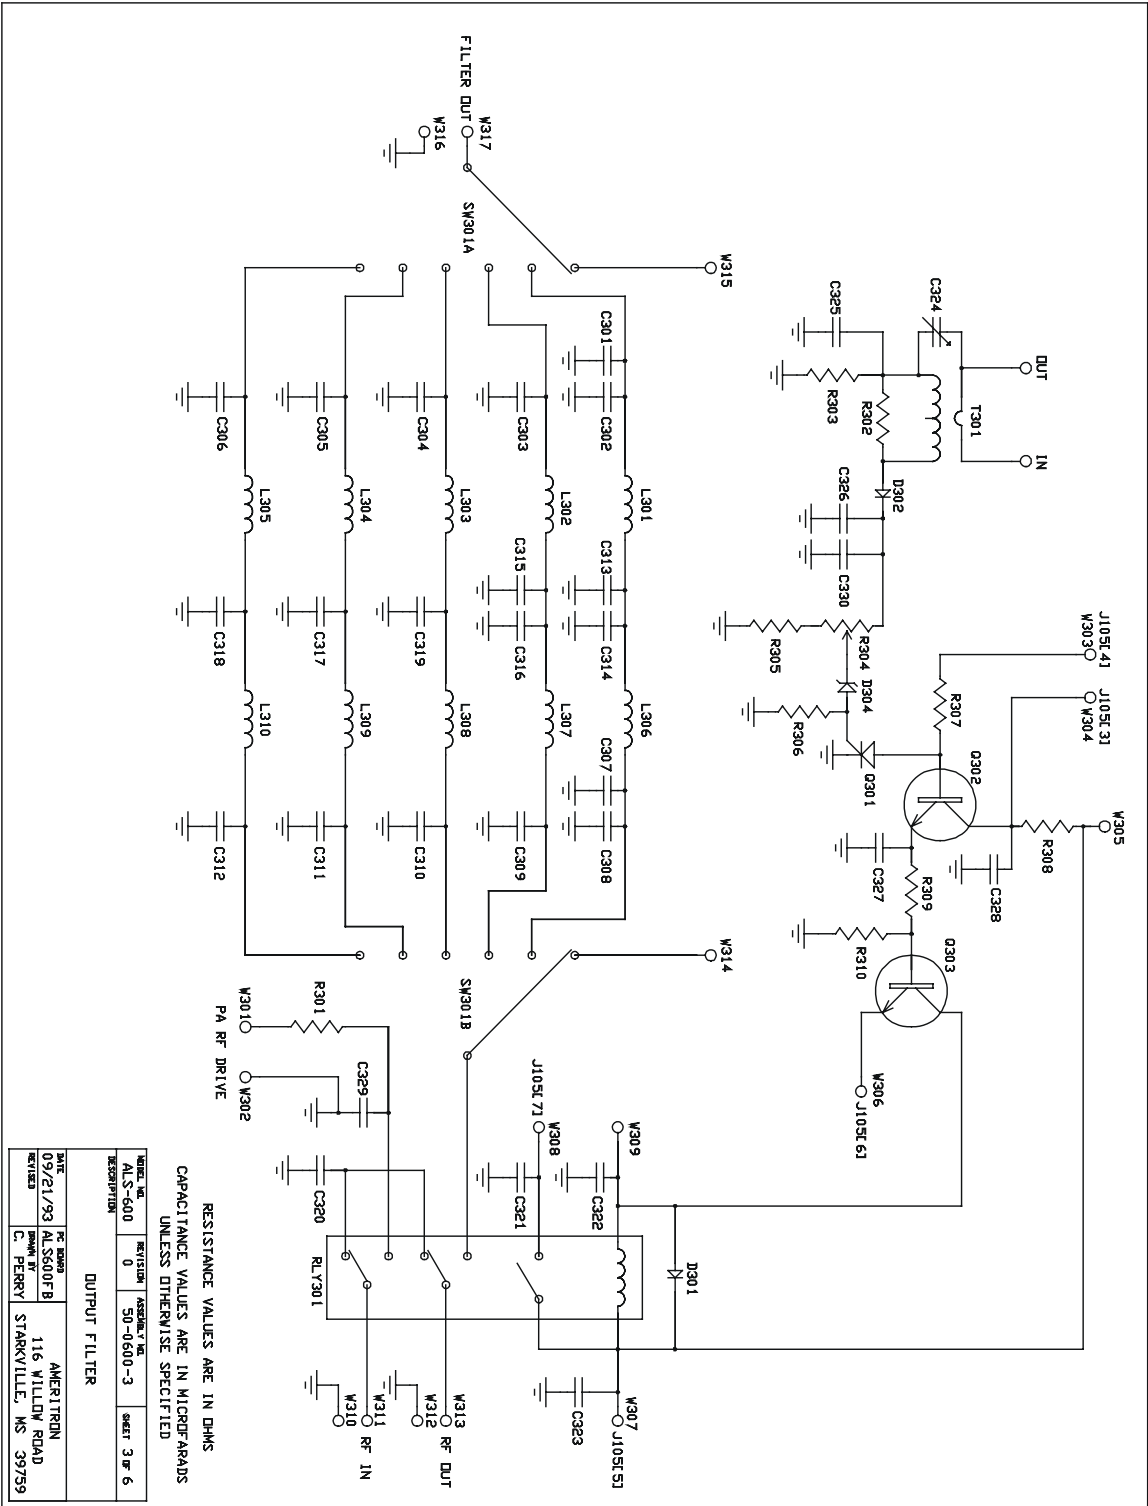 FILTER OUT
W317
W316
SW301A
W315
C324
C325
OUT
T301
IN
R303
R302
D302
C326
C330
R304
D304
R305
R306
J105[4]
W303
J105[3]
W304
R307
Q302
Q301
W305
R308
C328
C327
R309
R310
Q303
W306
J105[6]
C301
C302
C303
C304
C305
C306
L301
L302
L303
L304
L305
C313
C314
C315
C316
C319
C317
C318
L306
L307
L308
L309
L310
C307
C308
C309
C310
C311
C312
W314
SW301B
W301
R301
PA RF DRIVE
W302
C329
C320
J105[7]
W308
W309
C321
C322
D301
RLY301
W310
W311
RF IN
W312
W313
RF OUT
W307
J105[5]
C323
RESISTANCE VALUES ARE IN OHMS
CAPACITANCE VALUES ARE IN MICROFARADS
UNLESS OTHERWISE SPECIFIED
MODEL NO.
ALS-600
REVISION
0
ASSEMBLY NO.
50-0600-3
SHEET 3 OF 6
DESCRIPTION
OUTPUT FILTER
DATE
09/21/93
PC BOARD
ALS600FB
REVISED
DRAWN BY
C. PERRY
AMERITRON
116 WILLOW ROAD
STARKVILLE, MS 39759